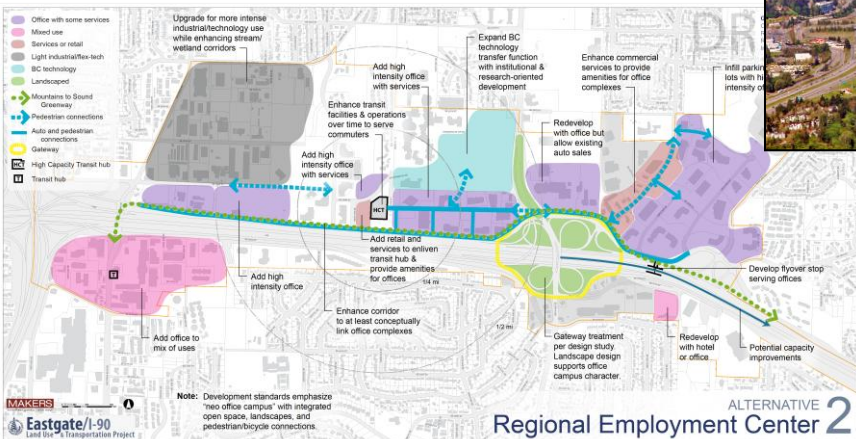 Office with some services
Mixed use
Services or retail
Light industrial/flex-tech
BC technology
Landscaped
Mountains to Sound
Greenway
Pedestrian connections
Auto and pedestrian
connections
Gateway
HCT High Capacity Transit hub
T Transit hub
Upgrade for more intense
industrial/technology use
while enhancing stream/
wetland corridors
Add high
intensity office
with services
Enhance transit
facilities & operations
over time to serve
commuters
Add high
intensity office
with services
Expand BC
technology
transfer function
with institutional &
research-oriented
development
Enhance commercial
services to provide
amenities for office
complexes
DR
Infill parkin
lots with hi
intensity of
Redevelop
with office but
allow existing
auto sales
HCT
T
Add retail and
services to enliven
transit hub &
provide amenities
for offices
Add high
intensity office
1/4 mi
1/2 mi
Enhance corridor
to at least conceptually
link office complexes
Add office to
mix of uses
Gateway treatment
per design study.
Landscape design
supports office
campus character.
Develop flyover stop
serving offices
Redevelop
with hotel
or office
Potential capacity
improvements
Note: Development standards emphasize
"neo office campus" with integrated
open space, landscapes, and
pedestrian/bicycle connections.
MAKERS
Eastgate/I-90
Land Use & Transportation Project
ALTERNATIVE
Regional Employment Center 2